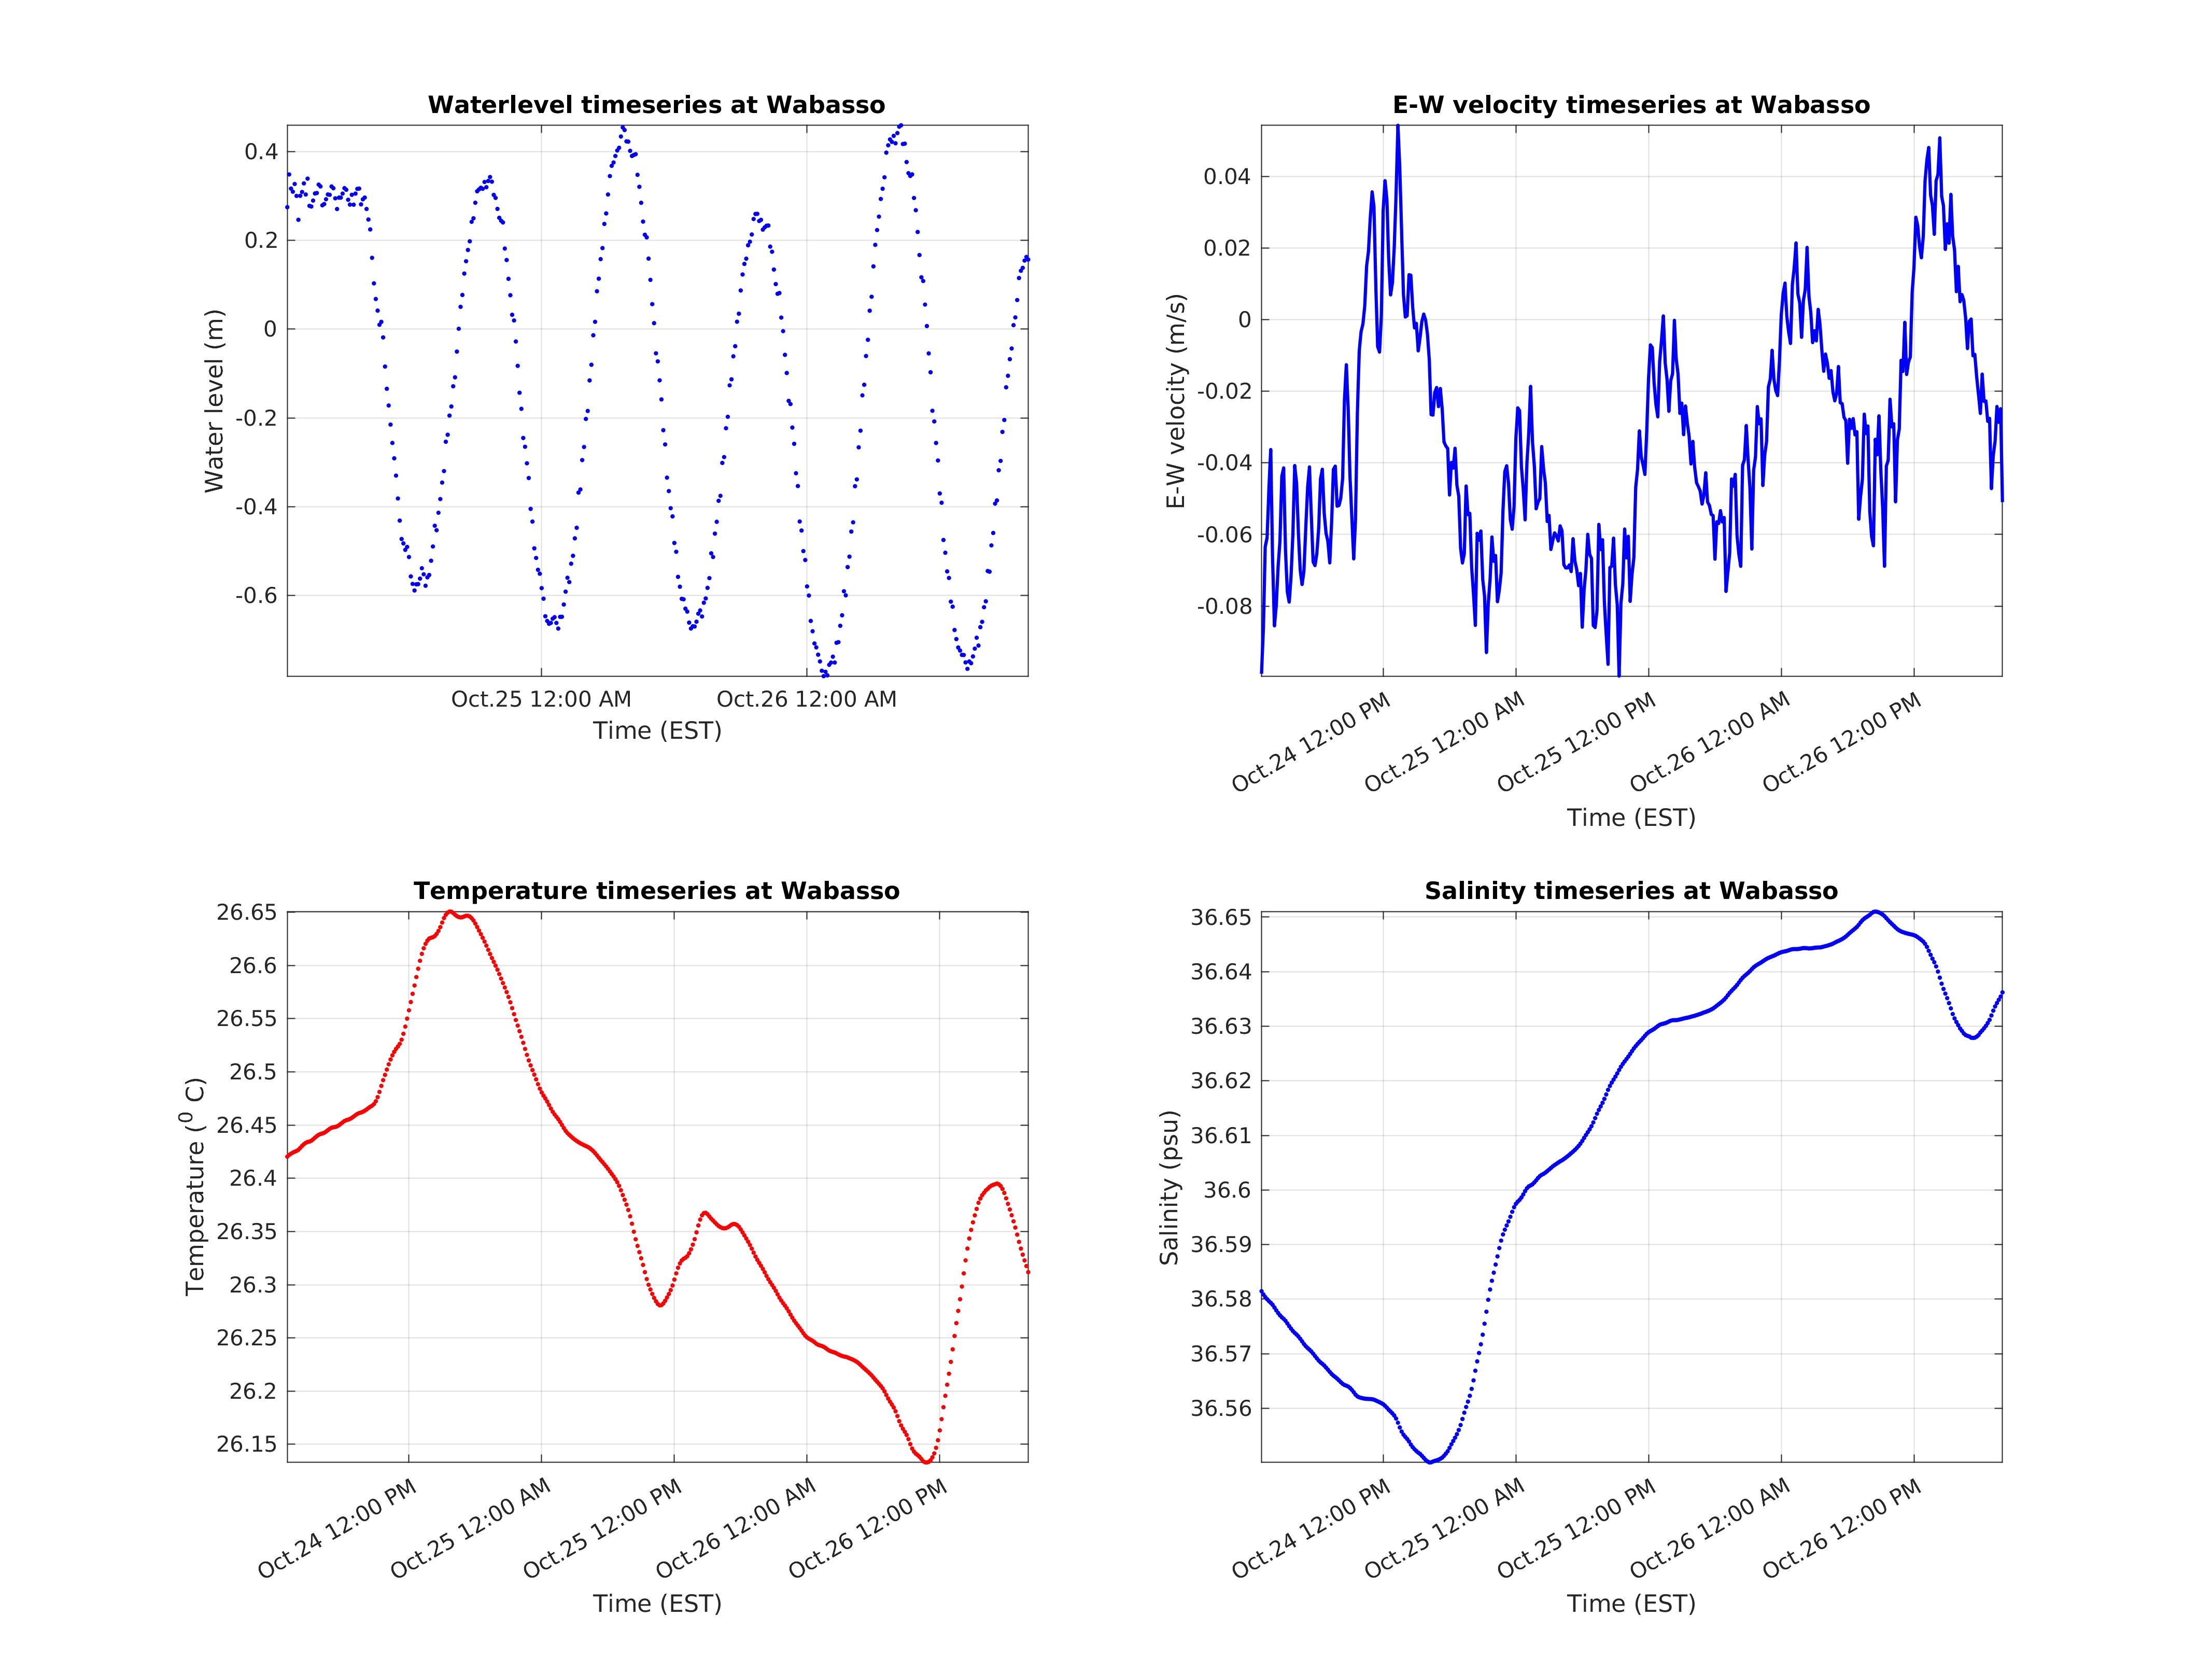 Waterlevel timeseries at Wabasso
0.4
0.2
0
-0.2
-0.4
-0.6
Water level (m)
Oct.25 12:00 AM
Oct.26 12:00 AM
Time (EST)
E-W velocity timeseries at Wabasso
0.04
0.02
0
-0.02
-0.04
-0.06
-0.08
E-W velocity (m/s)
Oct.24 12:00 PM
Oct.25 12:00 AM
Oct.25 12:00 PM
Oct.26 12:00 AM
Oct.26 12:00 PM
Time (EST)
Temperature timeseries at Wabasso
26.65
26.6
26.55
26.5
26.45
26.4
26.35
26.3
26.25
26.2
26.15
Temperature (⁰ C)
Oct.24 12:00 PM
Oct.25 12:00 AM
Oct.25 12:00 PM
Oct.26 12:00 AM
Oct.26 12:00 PM
Time (EST)
Salinity timeseries at Wabasso
36.65
36.64
36.63
36.62
36.61
36.6
36.59
36.58
36.57
36.56
Salinity (psu)
Oct.24 12:00 PM
Oct.25 12:00 AM
Oct.25 12:00 PM
Oct.26 12:00 AM
Oct.26 12:00 PM
Time (EST)